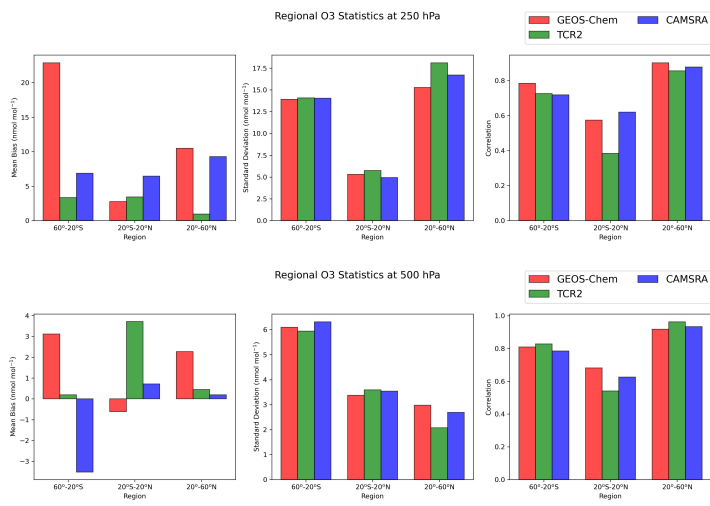 Regional O3 Statistics at 250 hPa
GEOS-Chem
TCR2
CAMSRA
Mean Bias (nmol mol⁻¹)
20
15
10
5
0
60°-20°S
20°S-20°N
20°-60°N
Region
Standard Deviation (nmol mol⁻¹)
17.5
15.0
12.5
10.0
7.5
5.0
2.5
0.0
60°-20°S
20°S-20°N
20°-60°N
Region
Correlation
0.8
0.6
0.4
0.2
0.0
60°-20°S
20°S-20°N
20°-60°N
Region
Regional O3 Statistics at 500 hPa
GEOS-Chem
TCR2
CAMSRA
Mean Bias (nmol mol⁻¹)
4
3
2
1
0
−1
−2
−3
60°-20°S
20°S-20°N
20°-60°N
Region
Standard Deviation (nmol mol⁻¹)
6
5
4
3
2
1
0
60°-20°S
20°S-20°N
20°-60°N
Region
Correlation
1.0
0.8
0.6
0.4
0.2
0.0
60°-20°S
20°S-20°N
20°-60°N
Region